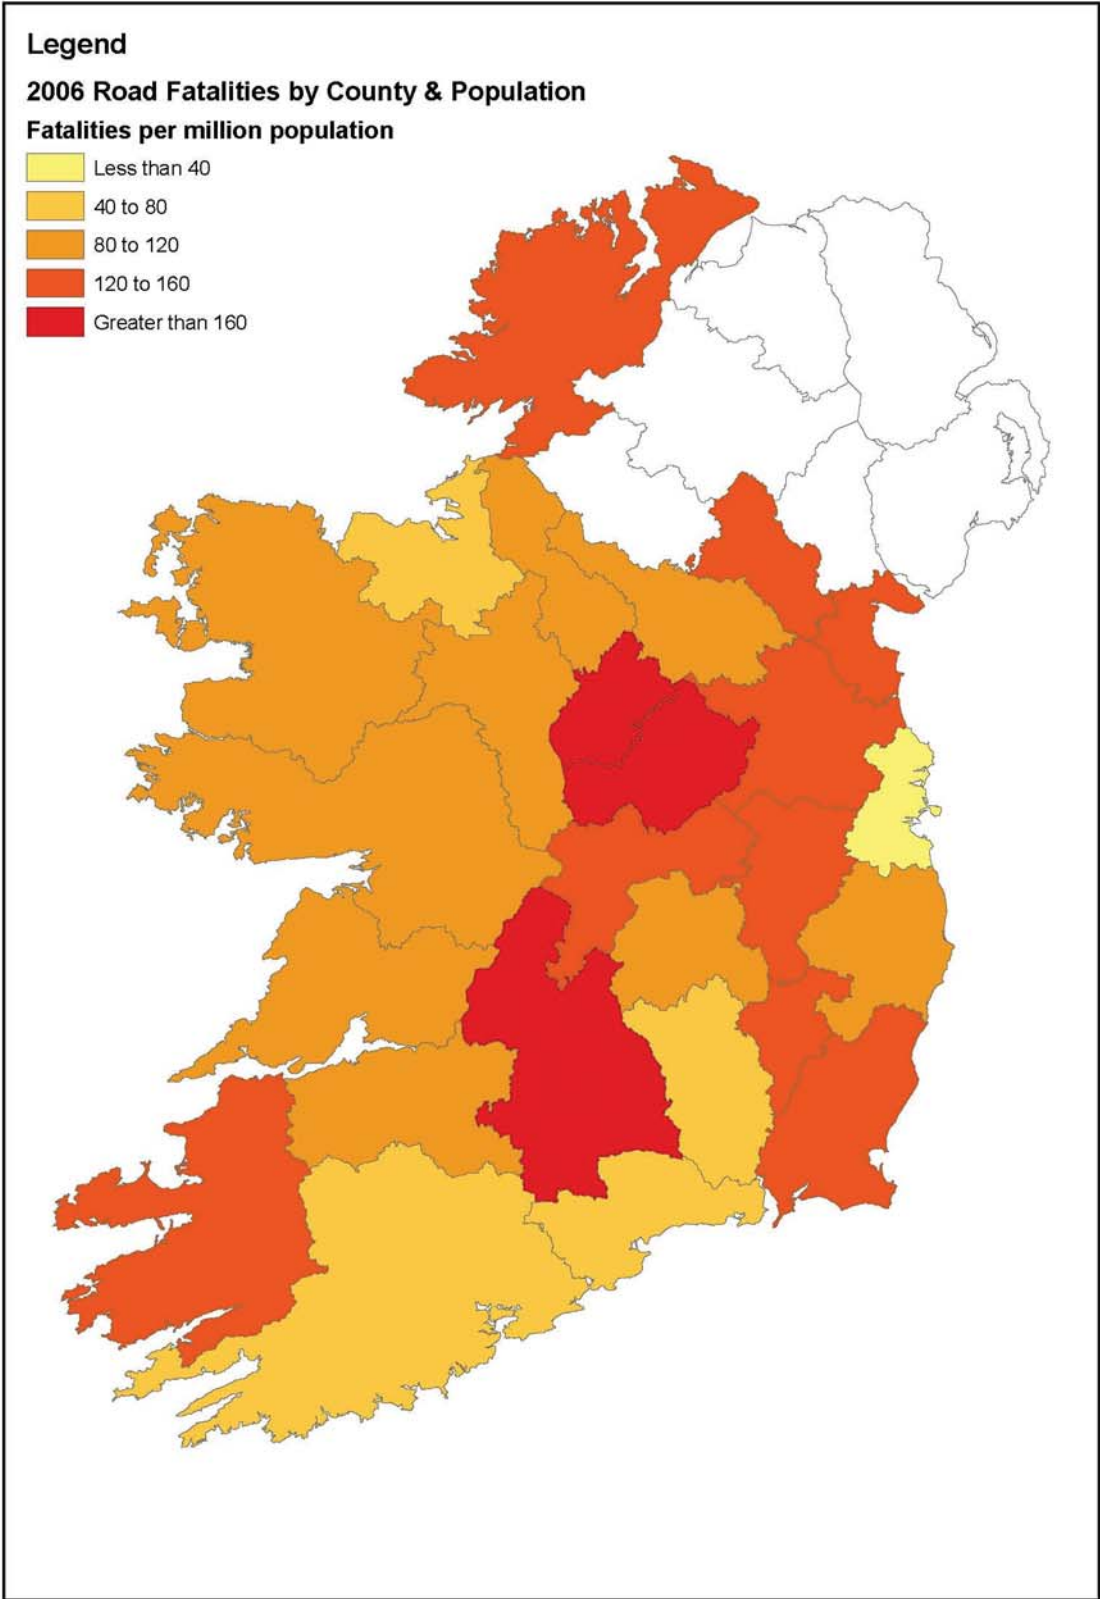 Legend
2006 Road Fatalities by County & Population
Fatalities per million population
Less than 40
40 to 80
80 to 120
120 to 160
Greater than 160